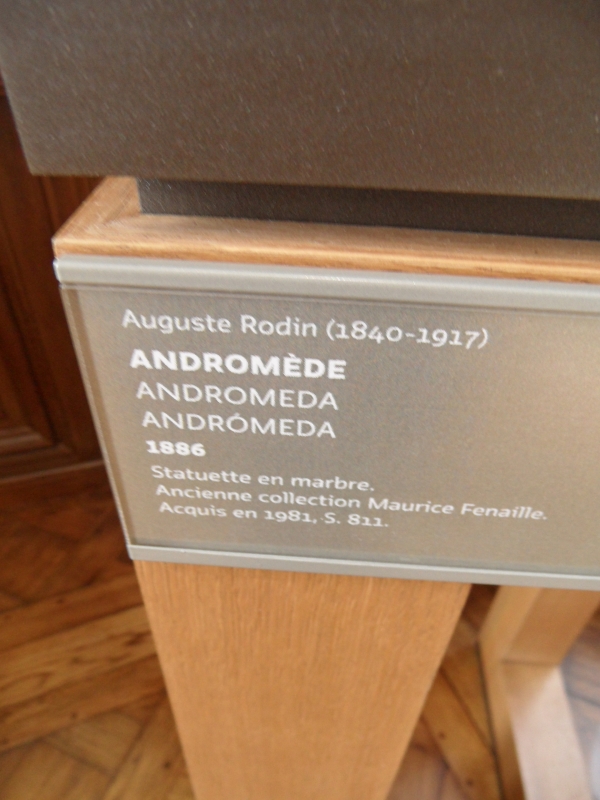 Auguste Rodin (1840-1917)
ANDROMÈDE
ANDROMEDA
ANDRÓMEDA
1886
Statuette en marbre.
Ancienne collection Maurice Fenaille.
Acquis en 1981, S. 811.